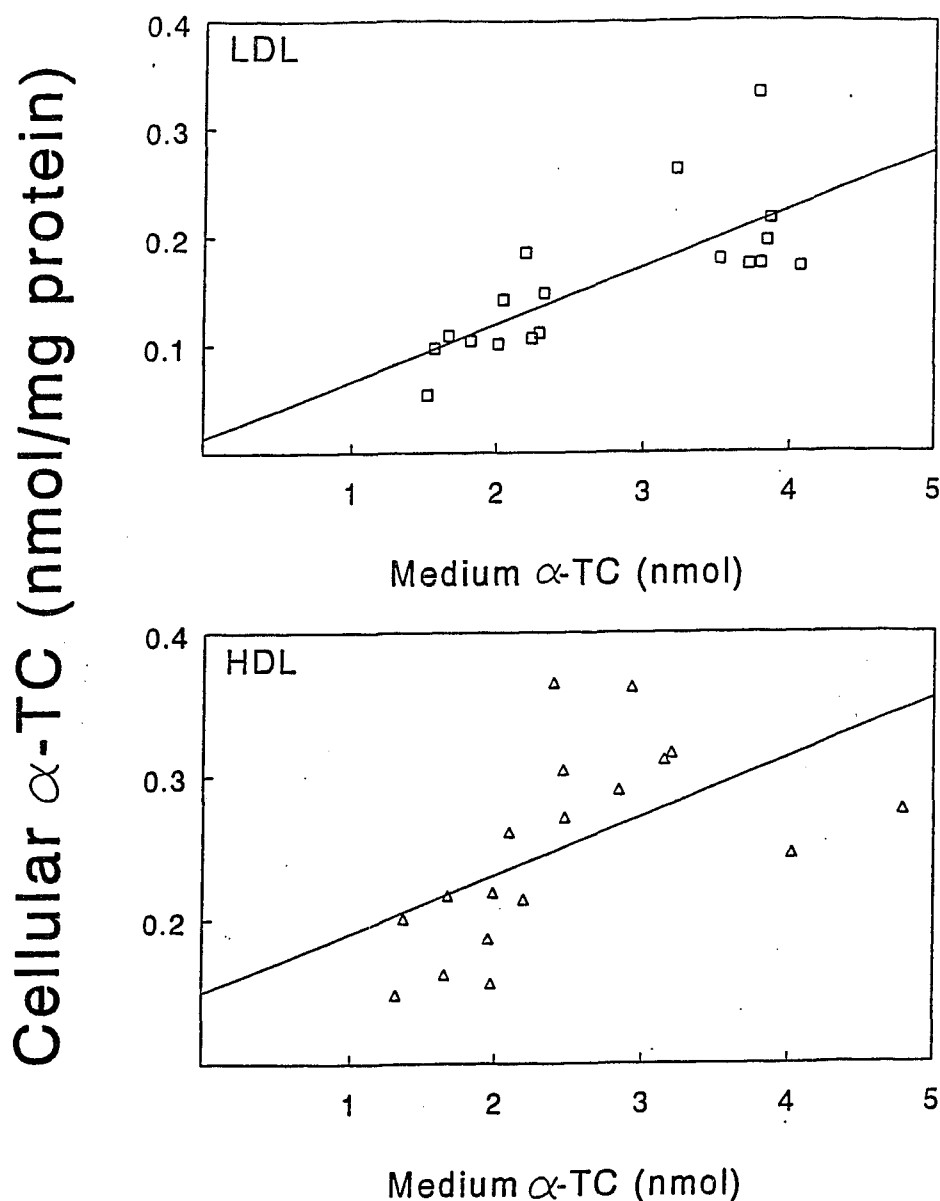 Cellular α-TC (nmol/mg protein)
LDL
0.4
0.3
0.2
0.1
1 2 3 4 5
Medium α-TC (nmol)
HDL
0.4
0.3
0.2
1 2 3 4 5
Medium α-TC (nmol)